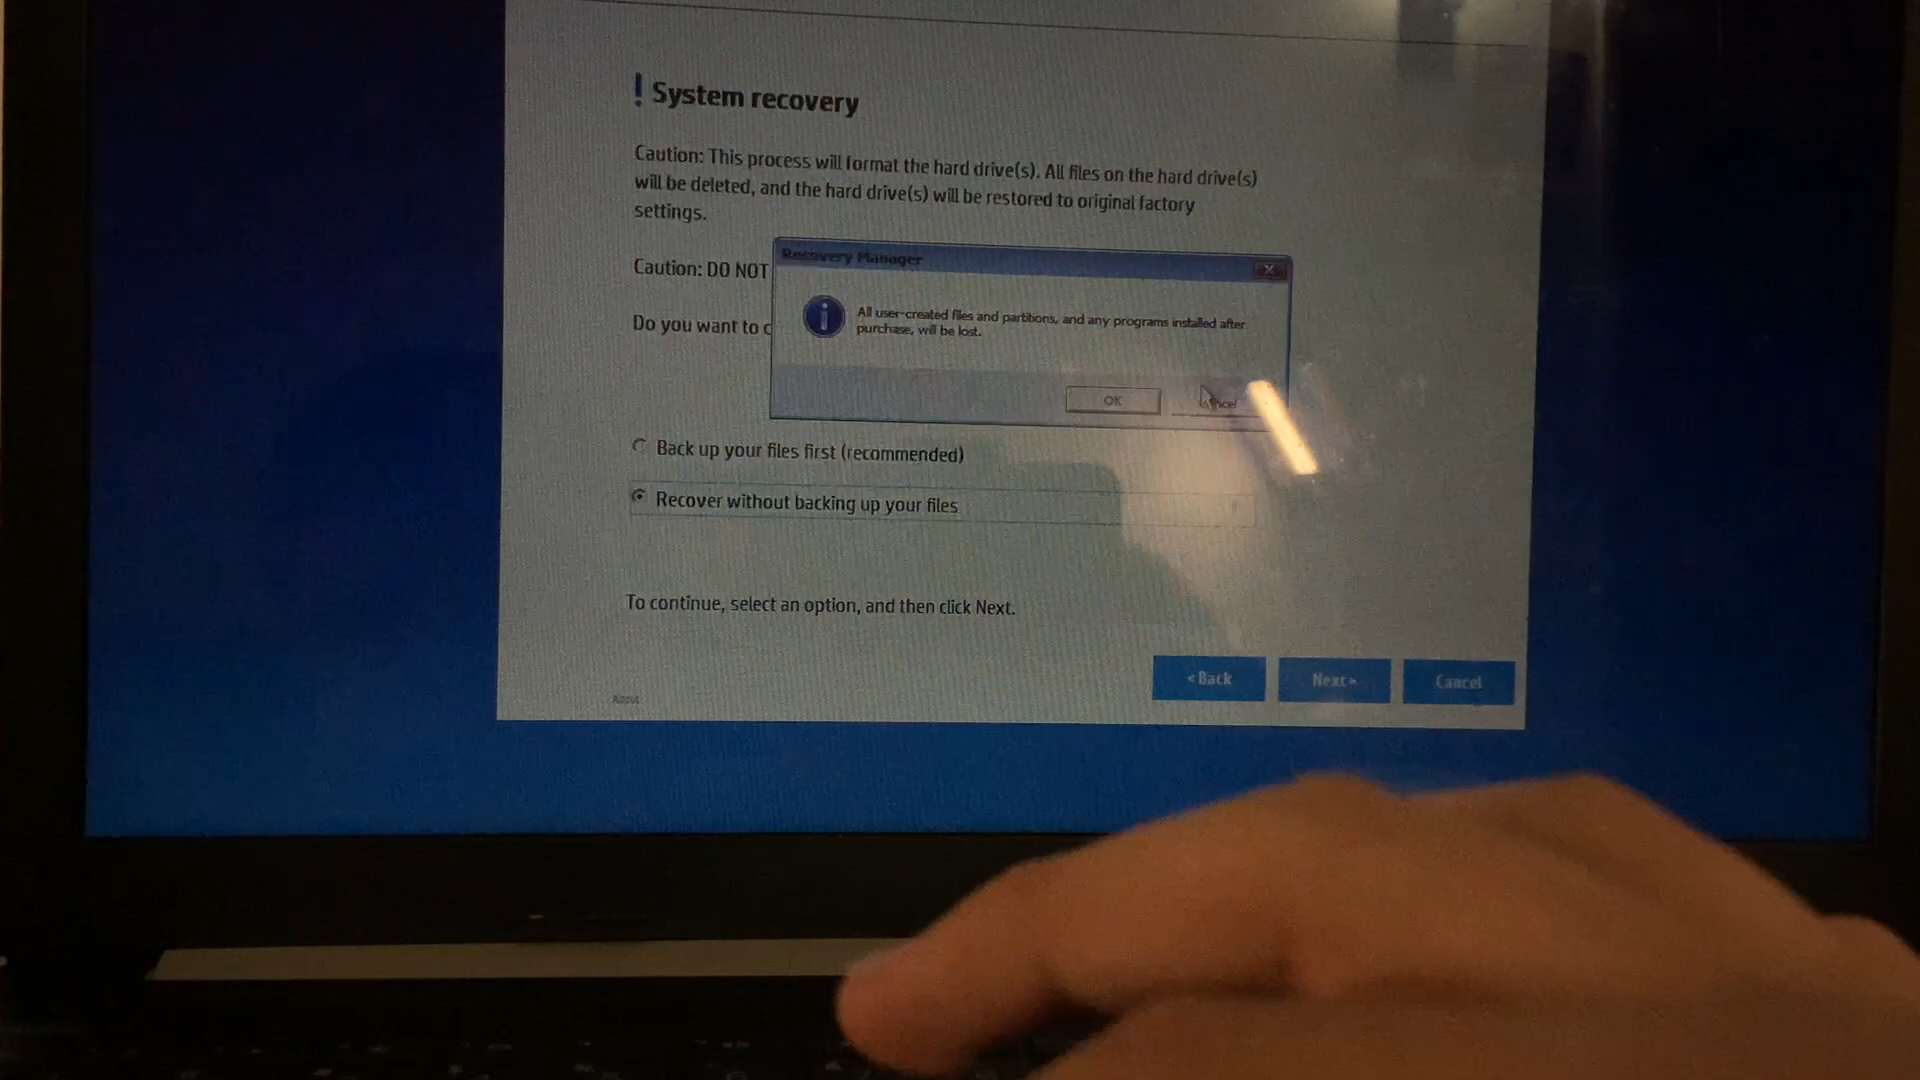 ! System recovery
Caution: This process will format the hard drive(s). All files on the hard drive(s)
will be deleted, and the hard drive(s) will be restored to original factory
settings.
Caution: DO NOT
Do you want to c
Recovery Manager
All user-created files and partitions, and any programs installed after
purchase, will be lost.
OK
ncel
Back up your files first (recommended)
Recover without backing up your files
To continue, select an option, and then click Next.
<Back
Next>
Cancel
About